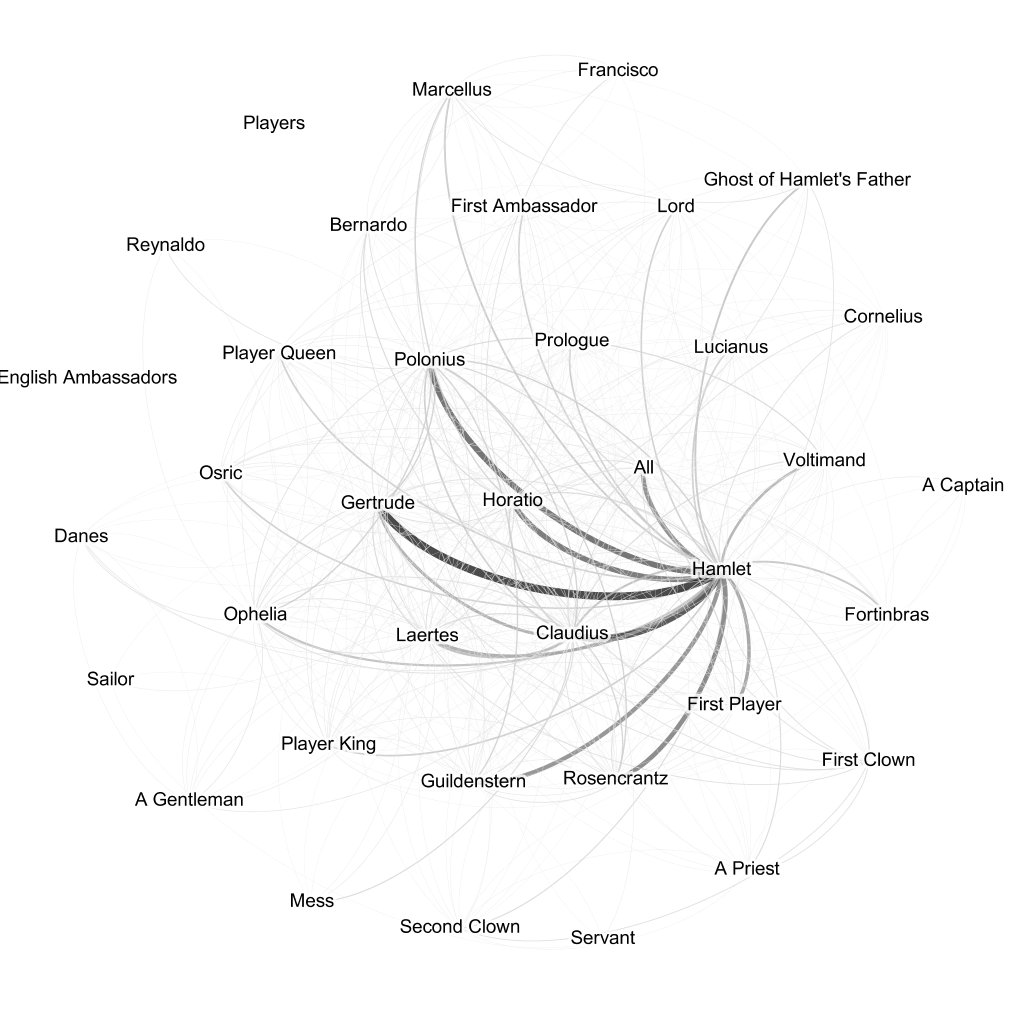 Francisco
Marcellus
Players
Ghost of Hamlet's Father
First Ambassador
Lord
Bernardo
Reynaldo
Cornelius
Prologue
Lucianus
Player Queen
Polonius
English Ambassadors
Voltimand
All
Osric
A Captain
Gertrude
Horatio
Danes
Hamlet
Ophelia
Fortinbras
Laertes
Claudius
Sailor
First Player
Player King
First Clown
Guildenstern
Rosencrantz
A Gentleman
A Priest
Mess
Second Clown
Servant